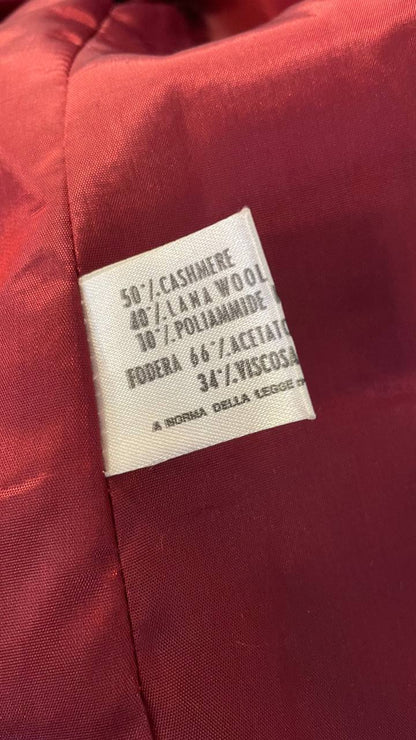 50%CASHMERE
40%LANA WOOL
10%POLIAMMIDE
FODERA 66%ACETATO
34%VISCOSA
A NORMA DELLA LEGGE